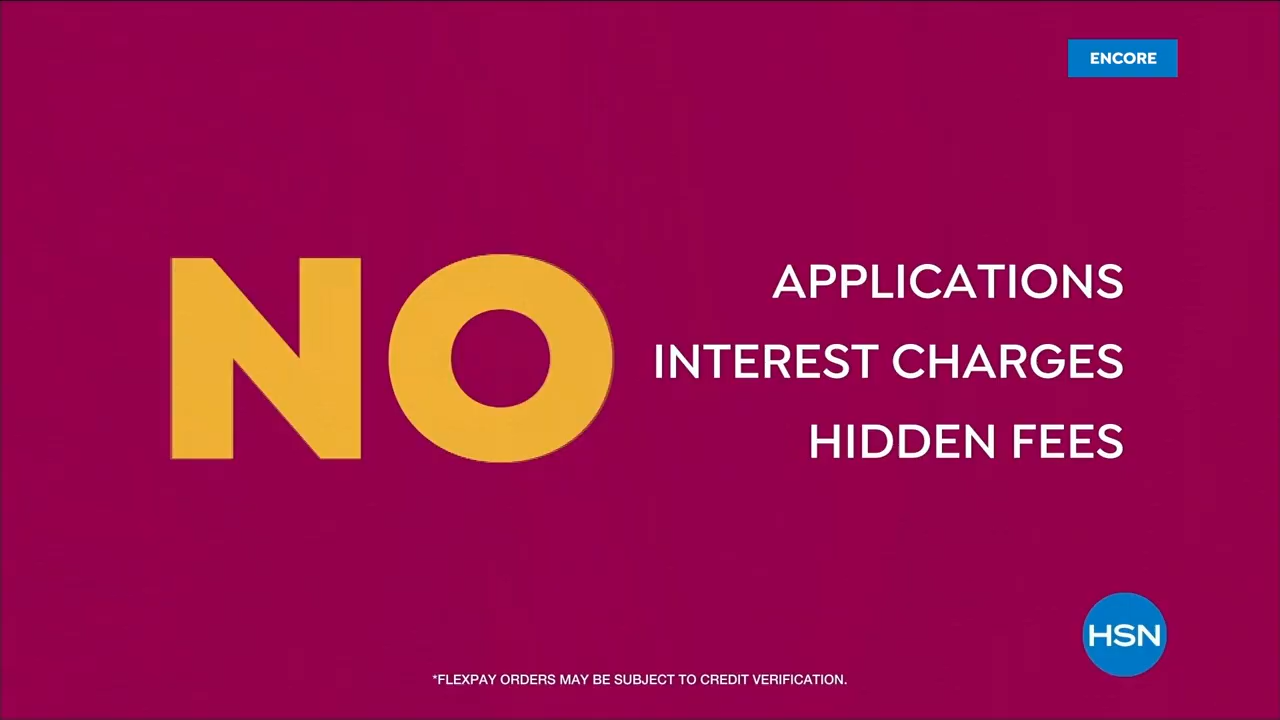 ENCORE
NO
APPLICATIONS
INTEREST CHARGES
HIDDEN FEES
HSN
*FLEXPAY ORDERS MAY BE SUBJECT TO CREDIT VERIFICATION.